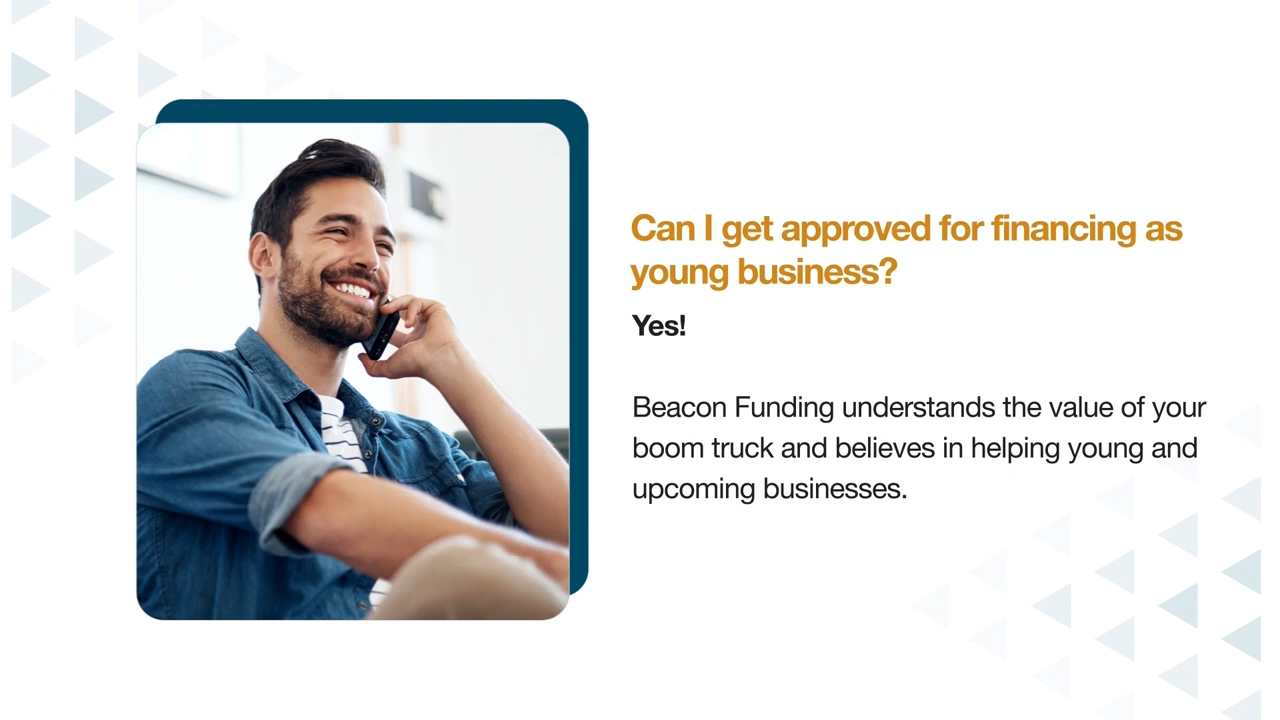 Can I get approved for financing as
young business?
Yes!
Beacon Funding understands the value of your
boom truck and believes in helping young and
upcoming businesses.